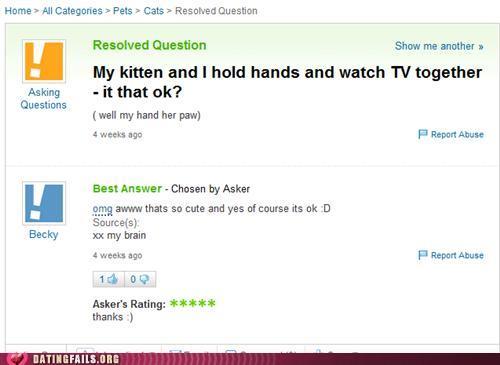 Home > All Categories > Pets > Cats > Resolved Question
Resolved Question
Show me another »
My kitten and I hold hands and watch TV together
- it that ok?
( well my hand her paw)
4 weeks ago
Report Abuse
Asking
Questions
Best Answer - Chosen by Asker
omg awww thats so cute and yes of course its ok :D
Source(s):
xx my brain
4 weeks ago
Report Abuse
Becky
1
0
Asker's Rating: ★★★★★
thanks :)
DATINGFAILS.ORG